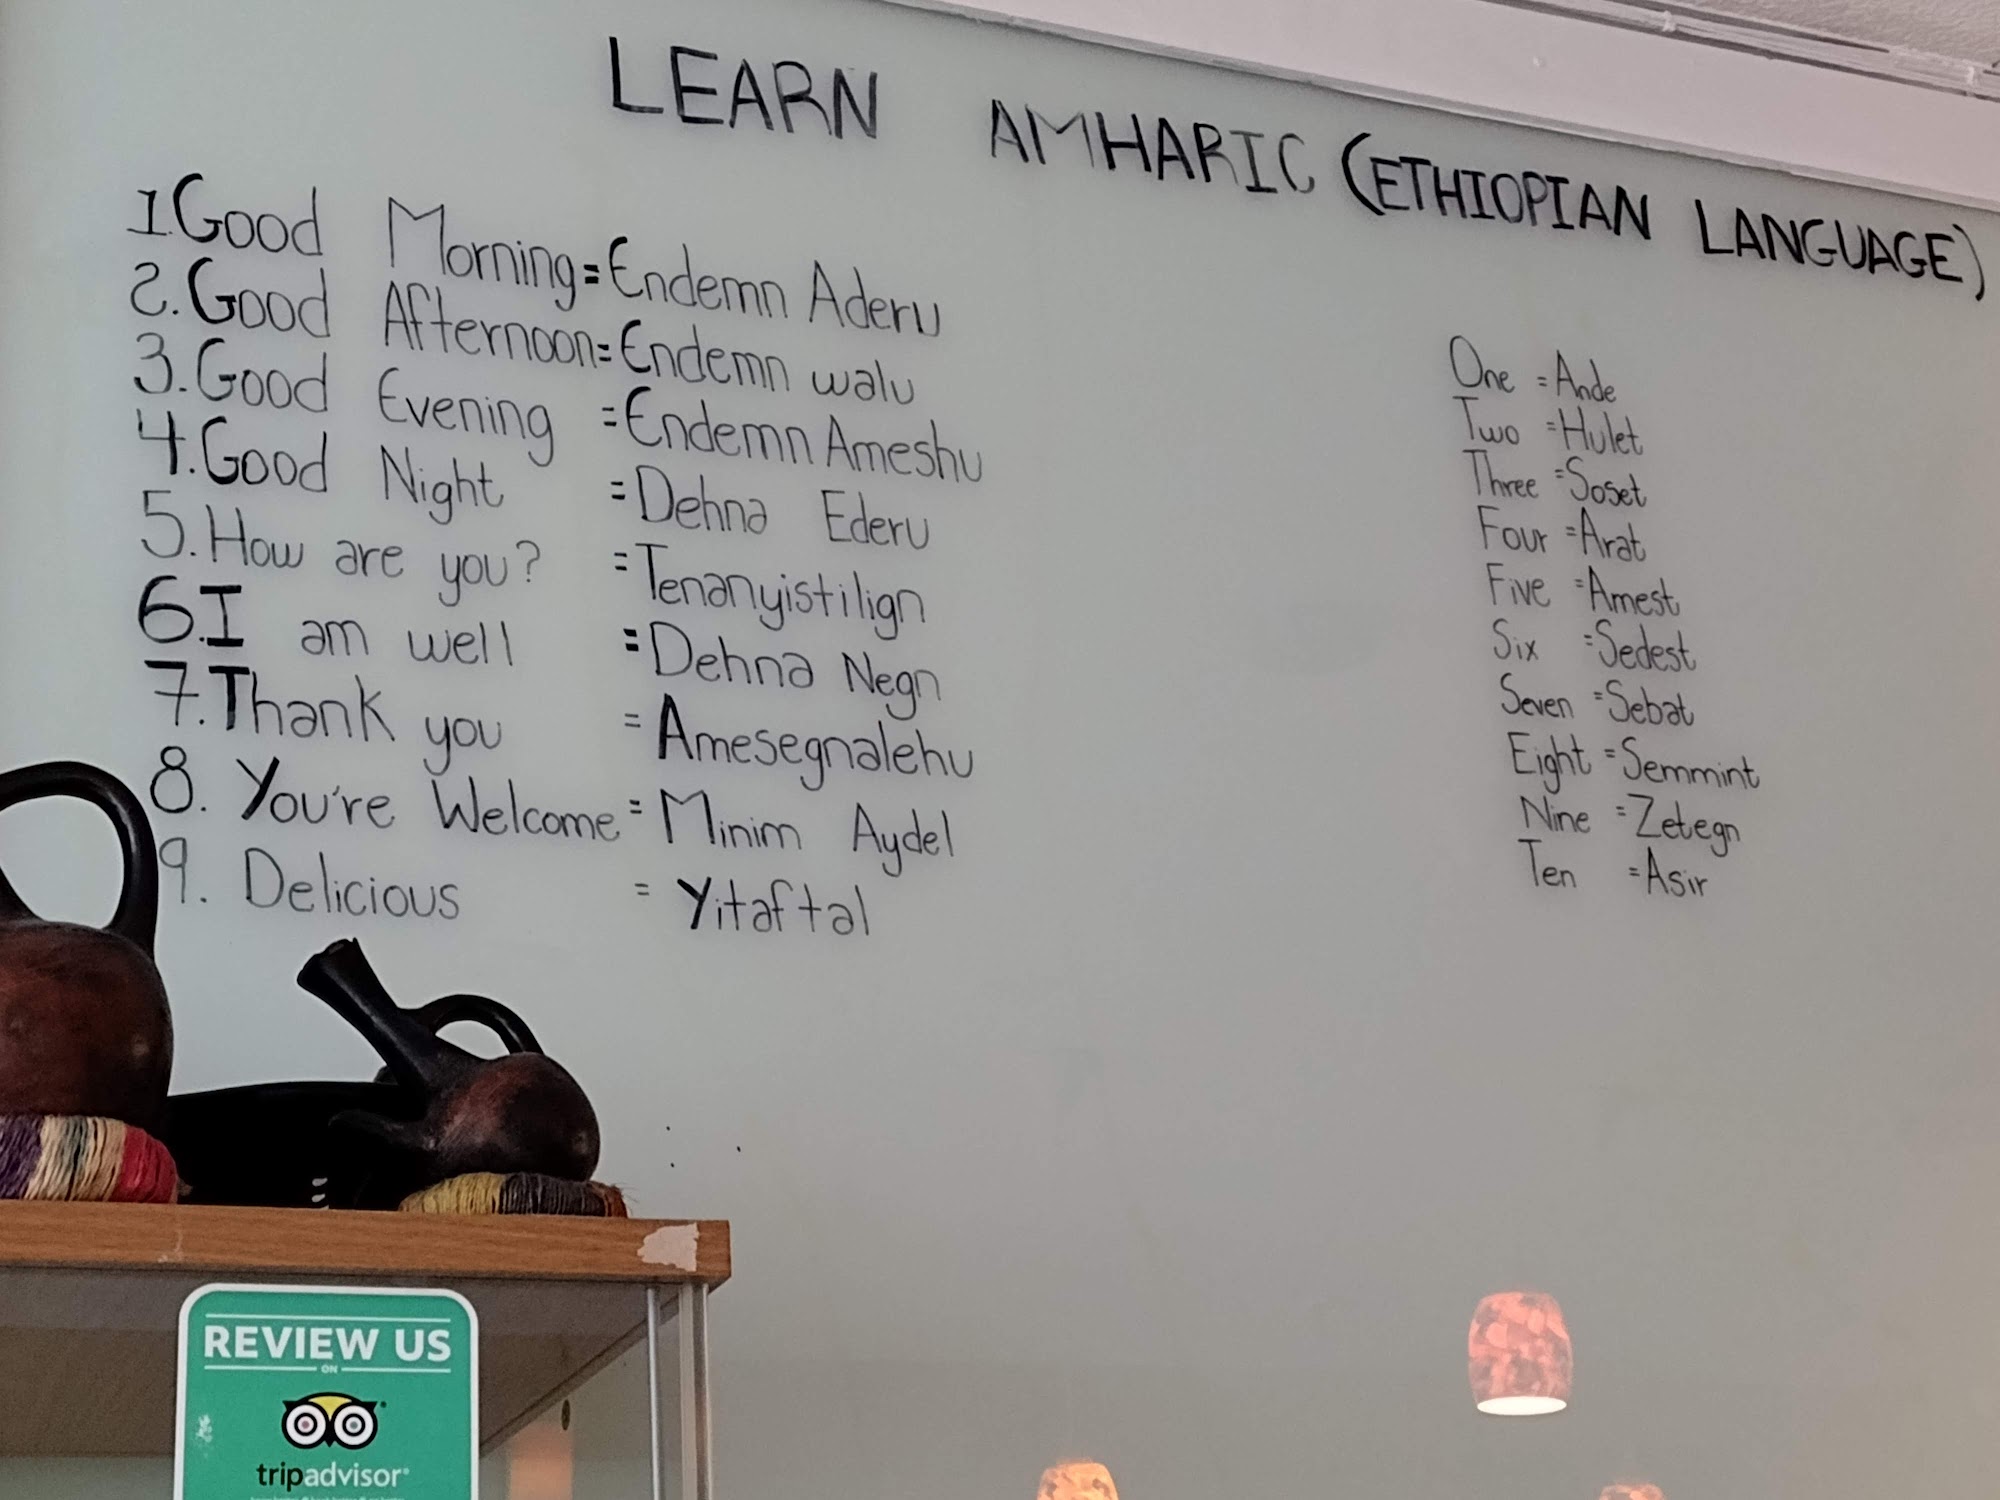 LEARN AMHARIC (ETHIOPIAN LANGUAGE)
1.Good Morning=Endemn Aderu
2.Good Afternoon=Endemn walu
3.Good Evening =Endemn Ameshu
4.Good Night =Dehna Ederu
5.How are you? =Tenanyistilign
6.I am well =Dehna Negn
7.Thank you =Amesegnalehu
8. You're Welcome=Minim Aydel
9. Delicious = Yitaftal
One =Ande
Two =Hulet
Three =Soset
Four =Arat
Five =Amest
Six =Sedest
Seven =Sebat
Eight =Semmint
Nine =Zetegn
Ten =Asir
REVIEW US
ON
tripadvisor®